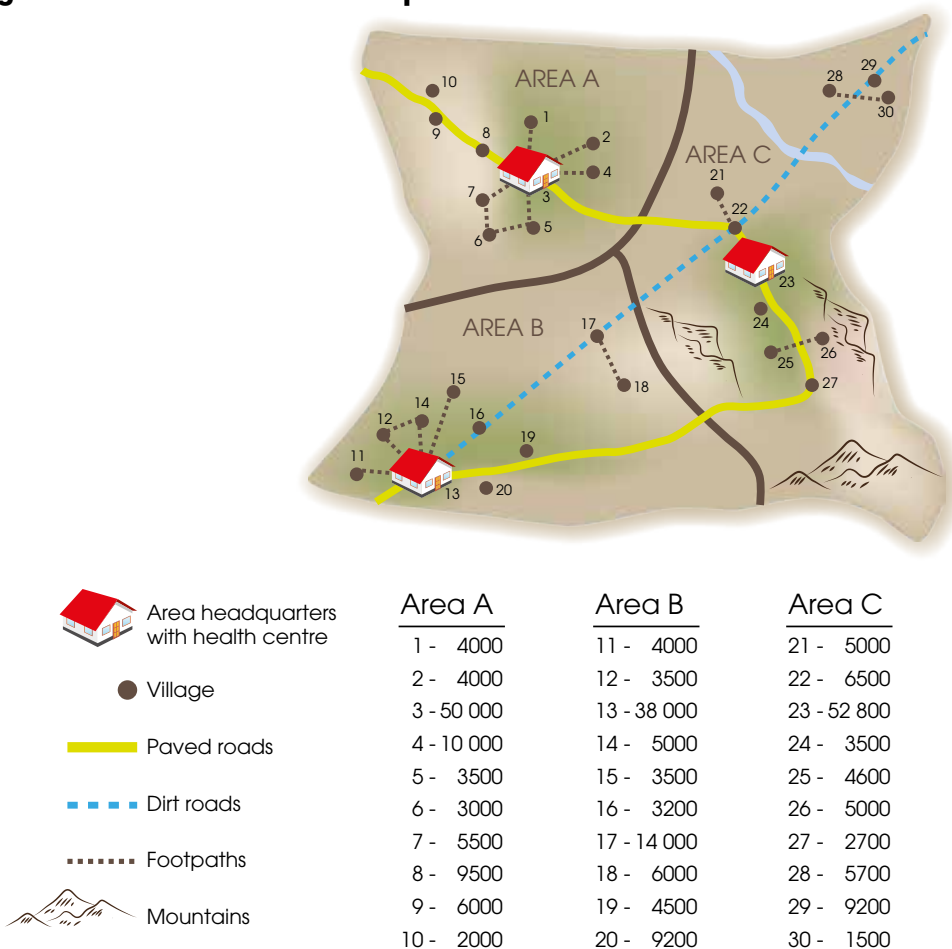 AREA A
AREA B
AREA C
1
2
3
4
5
6
7
8
9
10
11
12
13
14
15
16
17
18
19
20
21
22
23
24
25
26
27
28
29
30
Area headquarters
with health centre
Village
Paved roads
Dirt roads
Footpaths
Mountains
Area A
1 - 4000
2 - 4000
3 - 50 000
4 - 10 000
5 - 3500
6 - 3000
7 - 5500
8 - 9500
9 - 6000
10 - 2000
Area B
11 - 4000
12 - 3500
13 - 38 000
14 - 5000
15 - 3500
16 - 3200
17 - 14 000
18 - 6000
19 - 4500
20 - 9200
Area C
21 - 5000
22 - 6500
23 - 52 800
24 - 3500
25 - 4600
26 - 5000
27 - 2700
28 - 5700
29 - 9200
30 - 1500